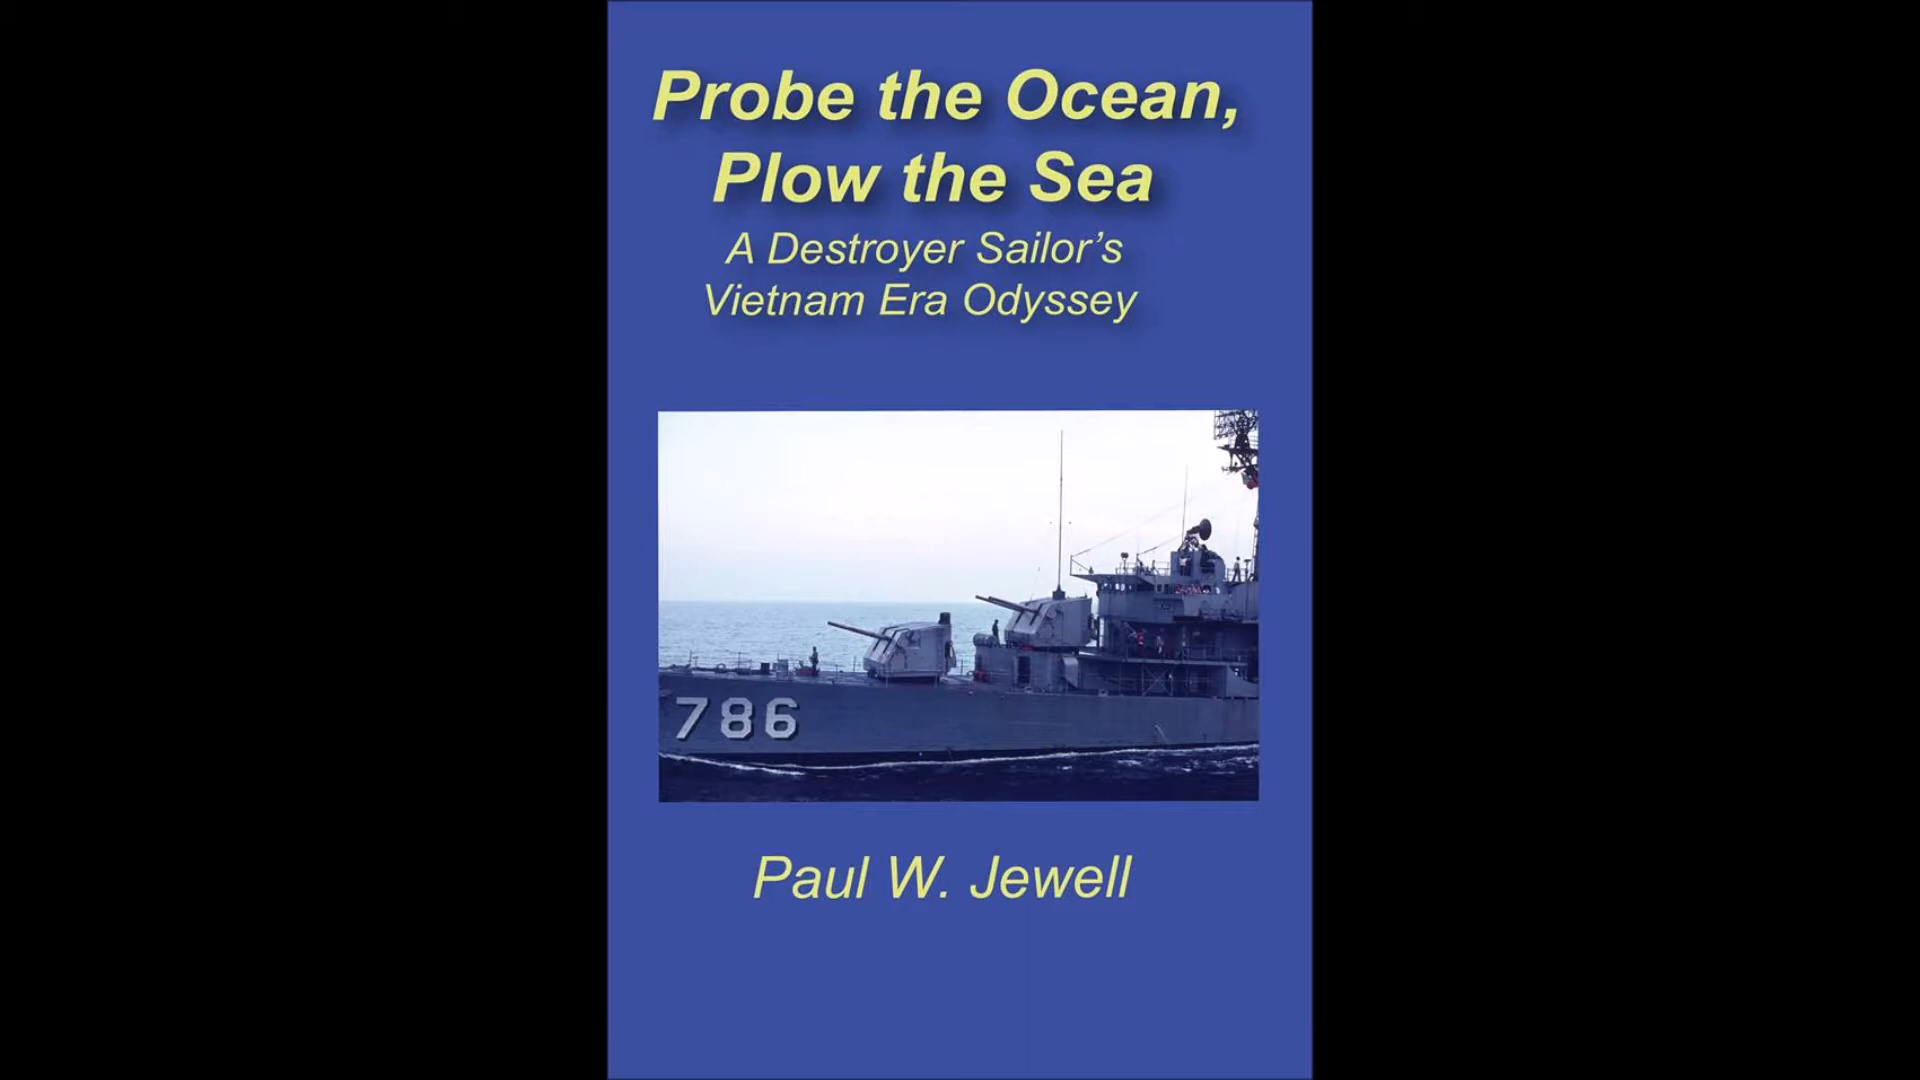 Probe the Ocean,
Plow the Sea
A Destroyer Sailor’s
Vietnam Era Odyssey
786
Paul W. Jewell